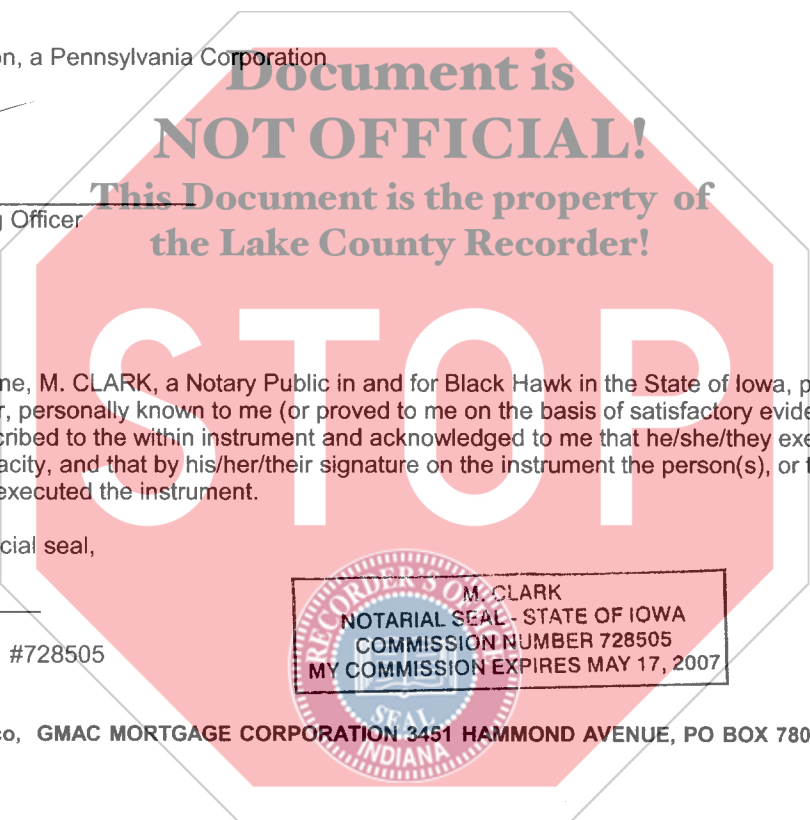 on, a Pennsylvania Corporation
Document is
NOT OFFICIAL!
This Document is the property of
Officer
the Lake County Recorder!
STOP
me, M. CLARK, a Notary Public in and for Black Hawk in the State of Iowa, p
r, personally known to me (or proved to me on the basis of satisfactory evide
cribed to the within instrument and acknowledged to me that he/she/they exe
acity, and that by his/her/their signature on the instrument the person(s), or
executed the instrument.
cial seal,
M. CLARK
NOTARIAL SEAL - STATE OF IOWA
COMMISSION NUMBER 728505
MY COMMISSION EXPIRES MAY 17, 2007
#728505
RECORDER'S OFFICE
SEAL
INDIANA
co, GMAC MORTGAGE CORPORATION 3451 HAMMOND AVENUE, PO BOX 780